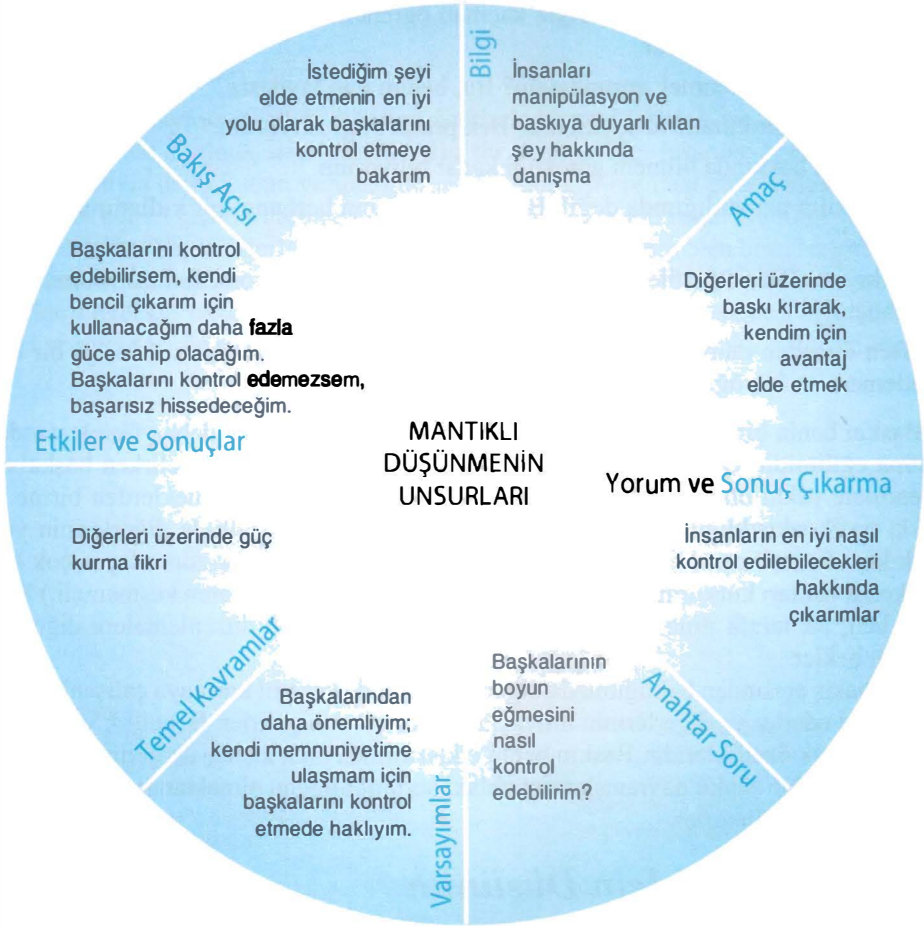 Bilgi
İnsanları
manipülasyon ve
baskıya duyarlı kılan
şey hakkında
danışma
Amaç
Diğerleri üzerinde
baskı kırarak,
kendim için
avantaj
elde etmek
Yorum ve Sonuç Çıkarma
İnsanların en iyi nasıl
kontrol edilebilecekleri
hakkında
çıkarımlar
Anahtar Soru
Başkalarının
boyun
eğmesini
nasıl
kontrol
edebilirim?
Varsayımlar
Başkalarından
daha önemliyim;
kendi memnuniyetime
ulaşmam için
başkalarını kontrol
etmede haklıyım.
Temel Kavramlar
Diğerleri üzerinde güç
kurma fikri
Etkiler ve Sonuçlar
Başkalarını kontrol
edebilirsem, kendi
bencil çıkarım için
kullanacağım daha fazla
güce sahip olacağım.
Başkalarını kontrol edemezsem,
başarısız hissedeceğim.
Bakış Açısı
İstediğim şeyi
elde etmenin en iyi
yolu olarak başkalarını
kontrol etmeye
bakarım
MANTIKLI
DÜŞÜNMENİN
UNSURLARI